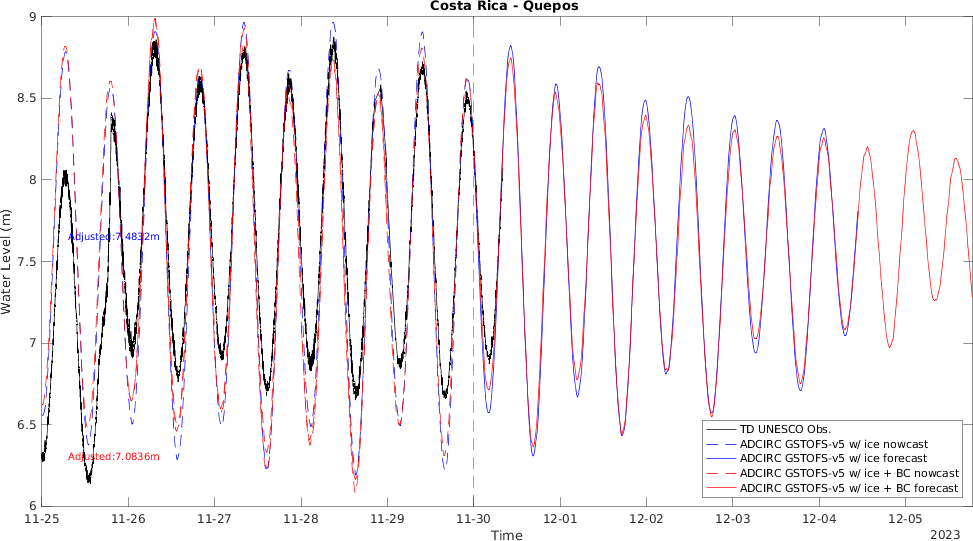 Costa Rica - Quepos
Water Level (m)
9
8.5
8
7.5
7
6.5
6
Adjusted:7.4832m
Adjusted:7.0836m
TD UNESCO Obs.
ADCIRC GSTOFS-v5 w/ ice nowcast
ADCIRC GSTOFS-v5 w/ ice forecast
ADCIRC GSTOFS-v5 w/ ice + BC nowcast
ADCIRC GSTOFS-v5 w/ ice + BC forecast
11-25 11-26 11-27 11-28 11-29 11-30 12-01 12-02 12-03 12-04 12-05
Time
2023